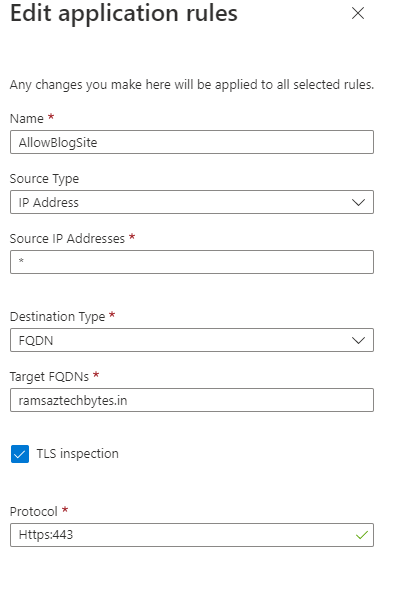 Edit application rules
Any changes you make here will be applied to all selected rules.
Name *
AllowBlogSite
Source Type
IP Address
Source IP Addresses *
*
Destination Type *
FQDN
Target FQDNs *
ramsaztechbytes.in
TLS inspection
Protocol *
Https:443